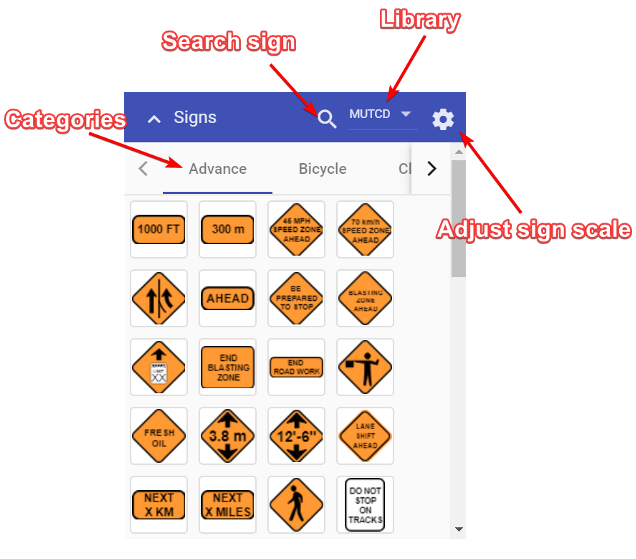 Search sign
Library
Categories
Signs
MUTCD
Advance
Bicycle
Adjust sign scale
1000 FT
300 m
45 MPH
SPEED ZONE
AHEAD
70 km/h
SPEED ZONE
AHEAD
AHEAD
BE
PREPARED
TO STOP
BLASTING
ZONE
AHEAD
XX
END
BLASTING
ZONE
END
ROAD WORK
FRESH
OIL
3.8 m
12'-6"
LANE
SHIFT
AHEAD
NEXT
X KM
NEXT
X MILES
DO NOT
STOP
ON
TRACKS